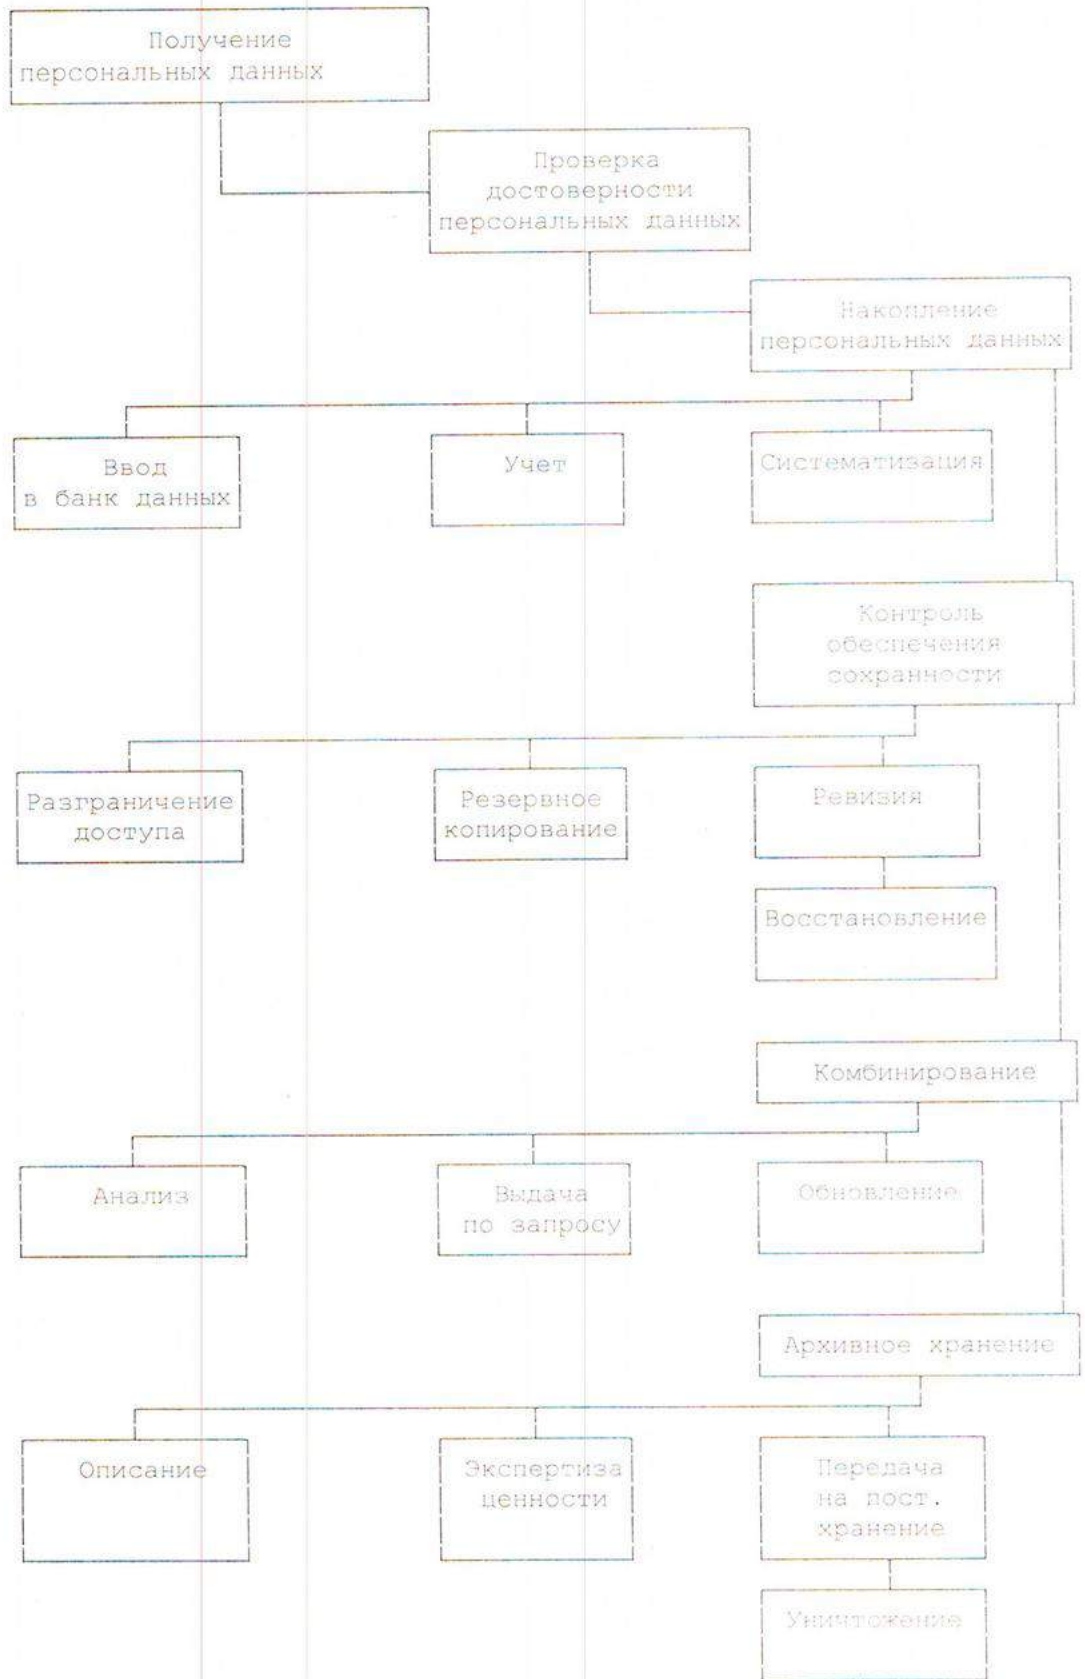 Получение
персональных данных
Проверка
достоверности
персональных данных
Накопление
персональных данных
Ввод
в банк данных
Учет
Систематизация
Контроль
обеспечения
сохранности
Разграничение
доступа
Резервное
копирование
Ревизия
Восстановление
Комбинирование
Анализ
Выдача
по запросу
Обновление
Архивное хранение
Описание
Экспертиза
ценности
Передача
на пост.
хранение
Уничтожение